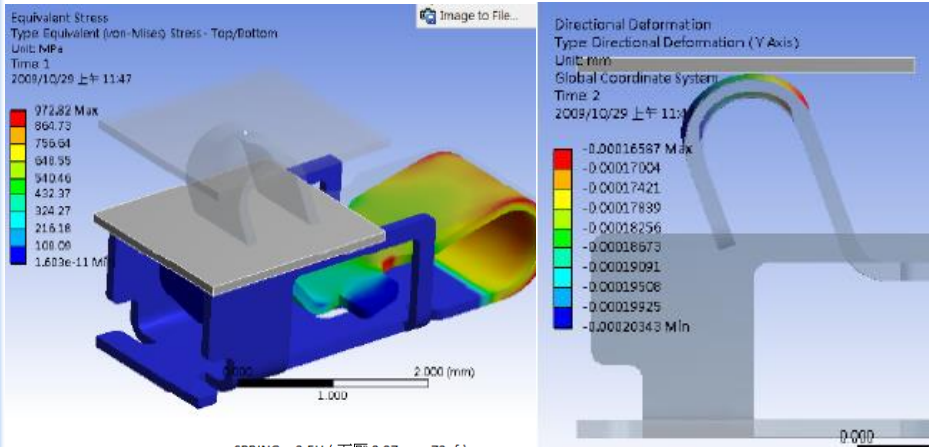 Equivalent Stress
Type: Equivalent (von-Mises) Stress - Top/Bottom
Unit: MPa
Time: 1
2009/10/29 上午 11:47
972.82 Max
864.73
756.64
648.55
540.46
432.37
324.27
216.18
108.09
1.603e-11
Image to File...
0.000
2.000 (mm)
1.000
Directional Deformation
Type: Directional Deformation ( Y Axis)
Unit: mm
Global Coordinate System
Time: 2
2009/10/29 上午
-0.00016587 Max
-0.00017004
-0.00017421
-0.00017839
-0.00018256
-0.00018673
-0.00019091
-0.00019508
-0.00019925
-0.00020343 Min
0.000